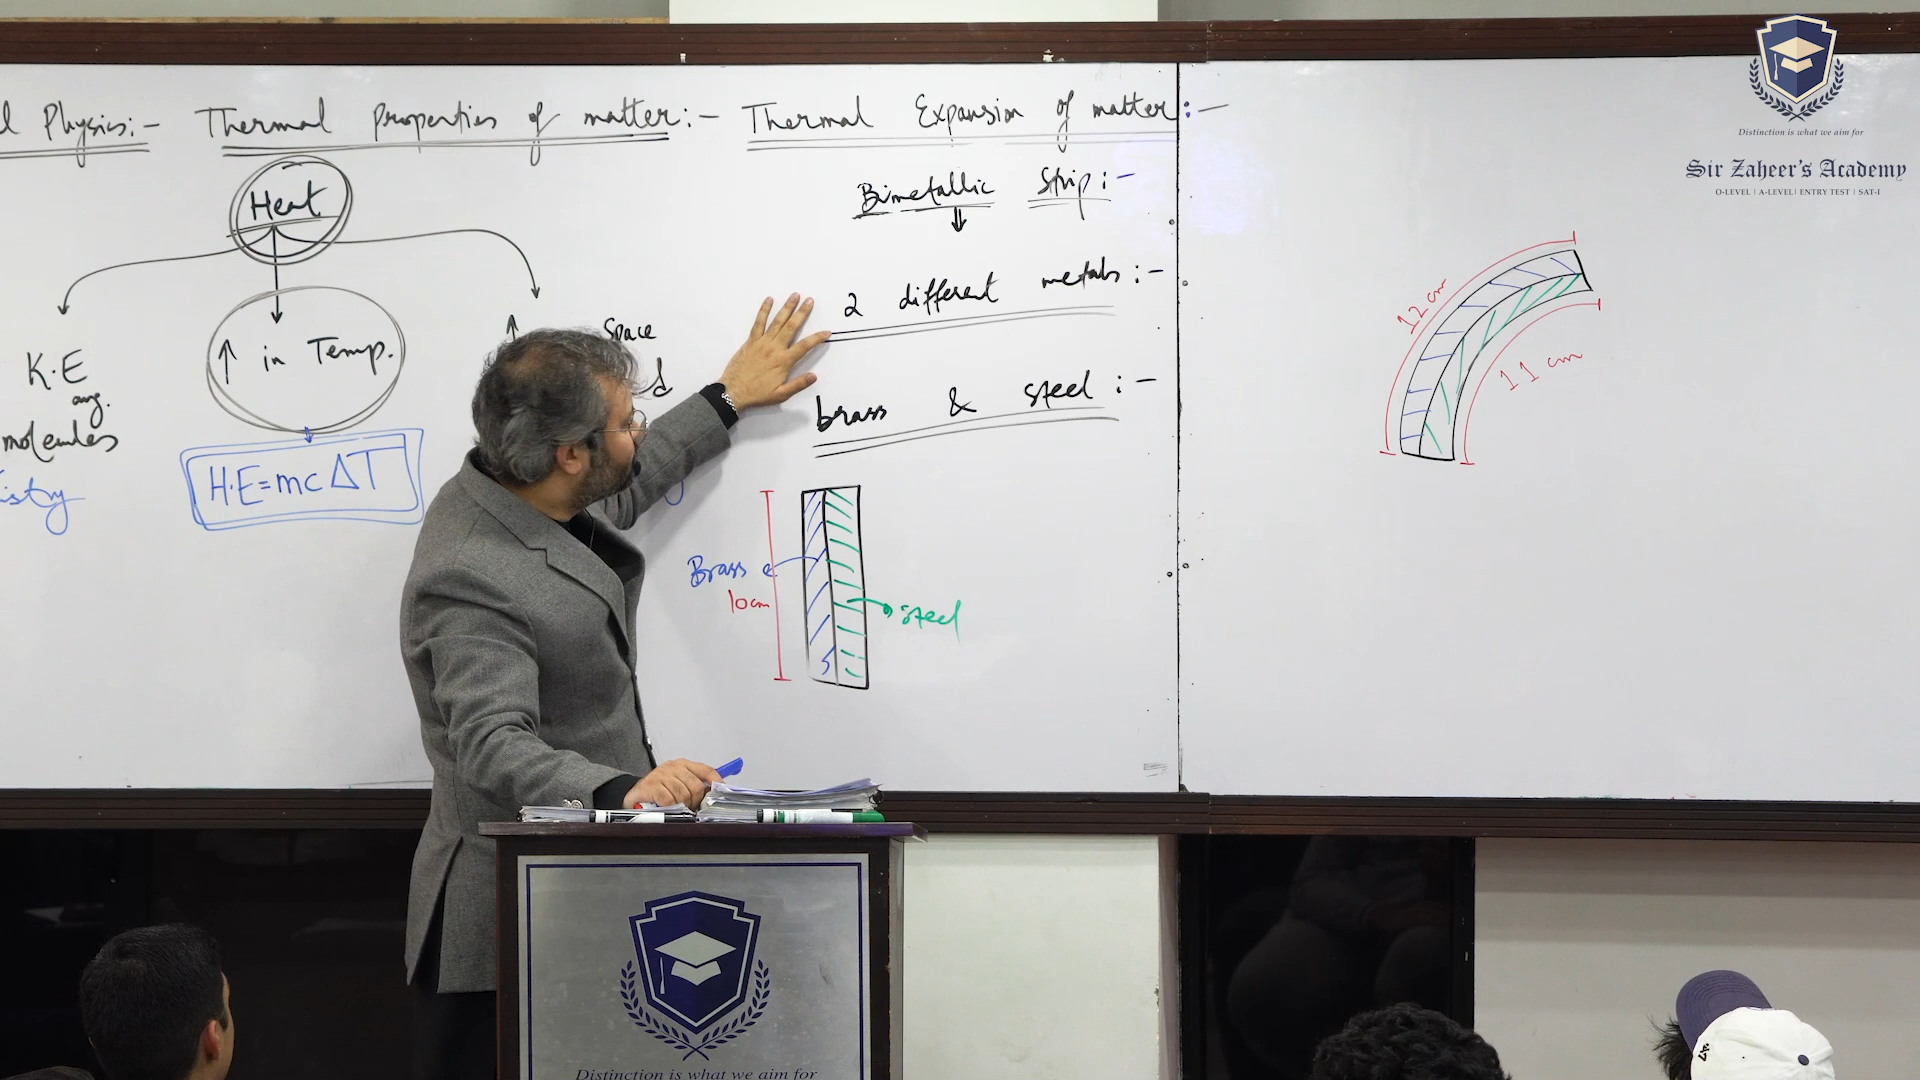 Physics:-
Thermal Properties of matter:-
Thermal Expansion of matter:-
Heat
K.E
avg.
molecules
↑ in Temp.
H.E=mcΔT
↑
Space
Bimetallic Strip:-
2 different metals:-
brass & steel:-
Brass
10cm
steel
12 cm
11 cm
Distinction is what we aim for
Sir Zaheer's Academy
O-LEVEL | A-LEVEL | ENTRY TEST | SAT-I
Distinction is what we aim for
'47